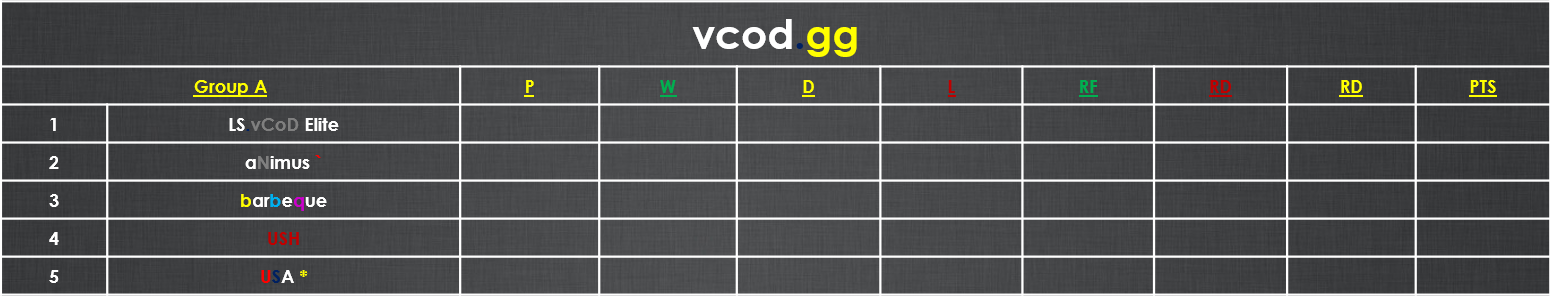 vcod.gg
Group A P W D L RF RD RD PTS
1 LS.vCoD Elite
2 aNimus
3 barbeque
4 USH
5 USA *